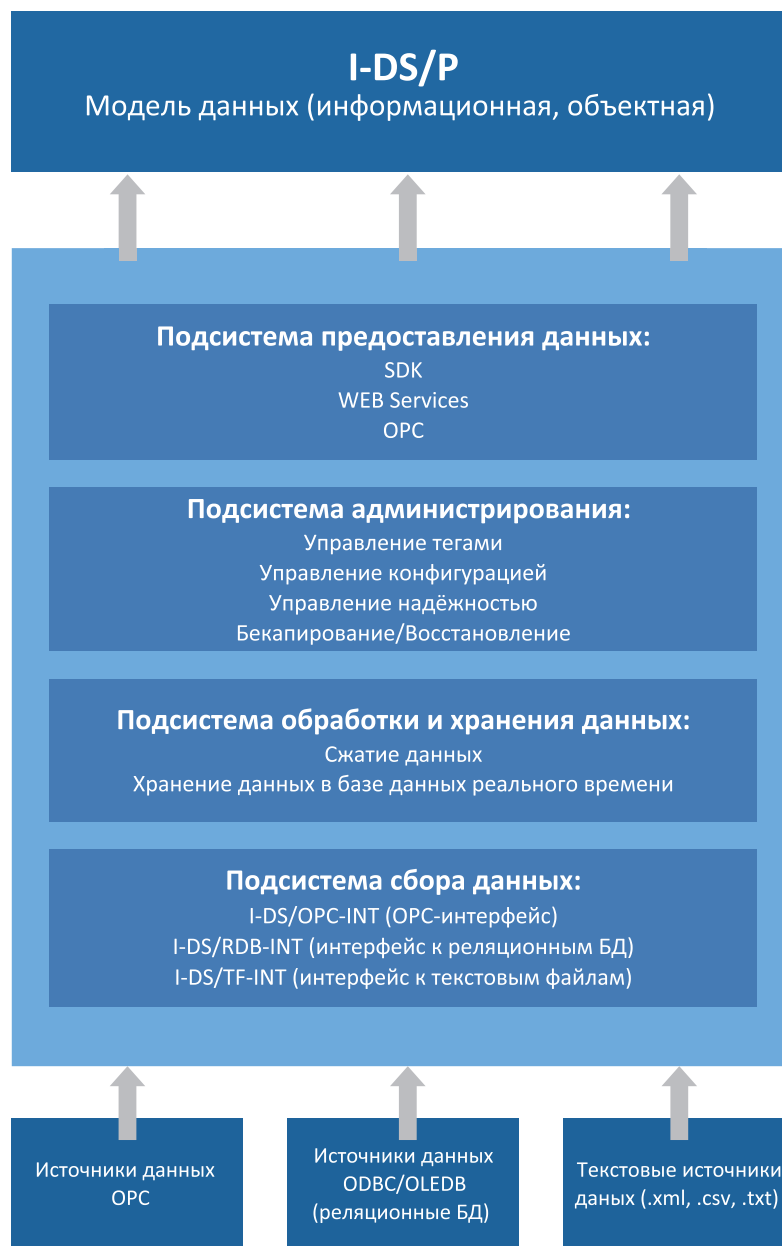 I-DS/P
Модель данных (информационная, объектная)
Подсистема предоставления данных:
SDK
WEB Services
OPC
Подсистема администрирования:
Управление тегами
Управление конфигурацией
Управление надёжностью
Бекапирование/Восстановление
Подсистема обработки и хранения данных:
Сжатие данных
Хранение данных в базе данных реального времени
Подсистема сбора данных:
I-DS/OPC-INT (OPC-интерфейс)
I-DS/RDB-INT (интерфейс к реляционным БД)
I-DS/TF-INT (интерфейс к текстовым файлам)
Источники данных
OPC
Источники данных
ODBC/OLEDB
(реляционные БД)
Текстовые источники
даных (.xml, .csv, .txt)